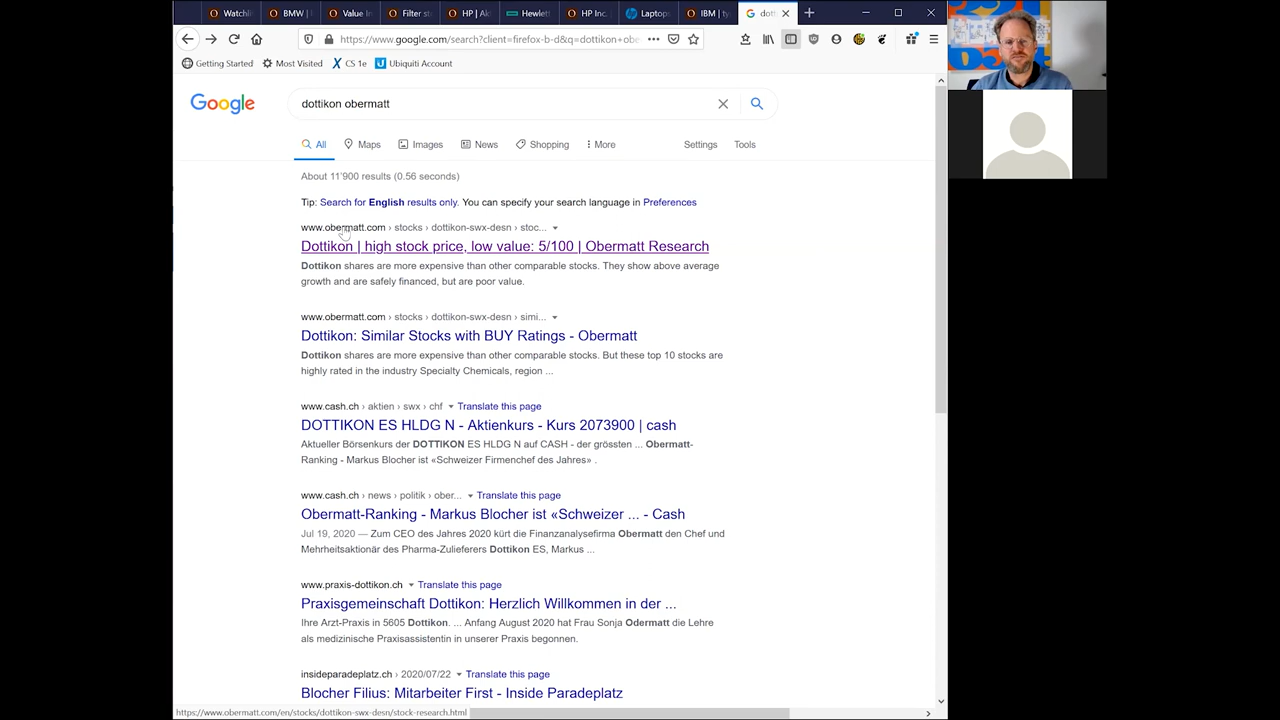 Watchli
BMW |
Value In
Filter st
HP | Ak
Hewlett
HP Inc.
Laptops
IBM | ty
dott
https://www.google.com/search?client=firefox-b-d&q=dottikon+obe
Getting Started
Most Visited
CS 1e
Ubiquiti Account
Google
dottikon obermatt
All
Maps
Images
News
Shopping
More
Settings
Tools
About 11'900 results (0.56 seconds)
Tip: Search for English results only. You can specify your search language in Preferences
www.obermatt.com › stocks › dottikon-swx-desn › stoc...
Dottikon | high stock price, low value: 5/100 | Obermatt Research
Dottikon shares are more expensive than other comparable stocks. They show above average
growth and are safely financed, but are poor value.
www.obermatt.com › stocks › dottikon-swx-desn › simi...
Dottikon: Similar Stocks with BUY Ratings - Obermatt
Dottikon shares are more expensive than other comparable stocks. But these top 10 stocks are
highly rated in the industry Specialty Chemicals, region ...
www.cash.ch › aktien › swx › chf Translate this page
DOTTIKON ES HLDG N - Aktienkurs - Kurs 2073900 | cash
Aktueller Börsenkurs der DOTTIKON ES HLDG N auf CASH - der grössten ... Obermatt-
Ranking - Markus Blocher ist «Schweizer Firmenchef des Jahres» .
www.cash.ch › news › politik › ober... Translate this page
Obermatt-Ranking - Markus Blocher ist «Schweizer ... - Cash
Jul 19, 2020 — Zum CEO des Jahres 2020 kürt die Finanzanalysefirma Obermatt den Chef und
Mehrheitsaktionär des Pharma-Zulieferers Dottikon ES, Markus ...
www.praxis-dottikon.ch Translate this page
Praxisgemeinschaft Dottikon: Herzlich Willkommen in der ...
Ihre Arzt-Praxis in 5605 Dottikon. ... Anfang August 2020 hat Frau Sonja Odermatt die Lehre
als medizinische Praxisassistentin in unserer Praxis begonnen.
insideparadeplatz.ch › 2020/07/22 Translate this page
Blocher Filius: Mitarbeiter First - Inside Paradeplatz
https://www.obermatt.com/en/stocks/dottikon-swx-desn/stock-research.html